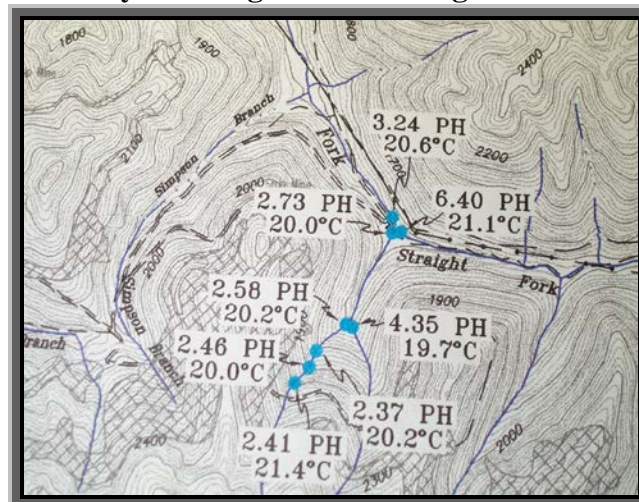 1800
1900
1800
2400
Branch
3.24 PH
20.6°C
Fork
2100
2200
Simpson
2000
2.73 PH
20.0°C
6.40 PH
21.1°C
2000
Straight
Fork
2.58 PH
20.2°C
1900
Simpson
4.35 PH
19.7°C
2.46 PH
20.0°C
Branch
2.37 PH
20.2°C
2400
2.41 PH
21.4°C
2000
2300